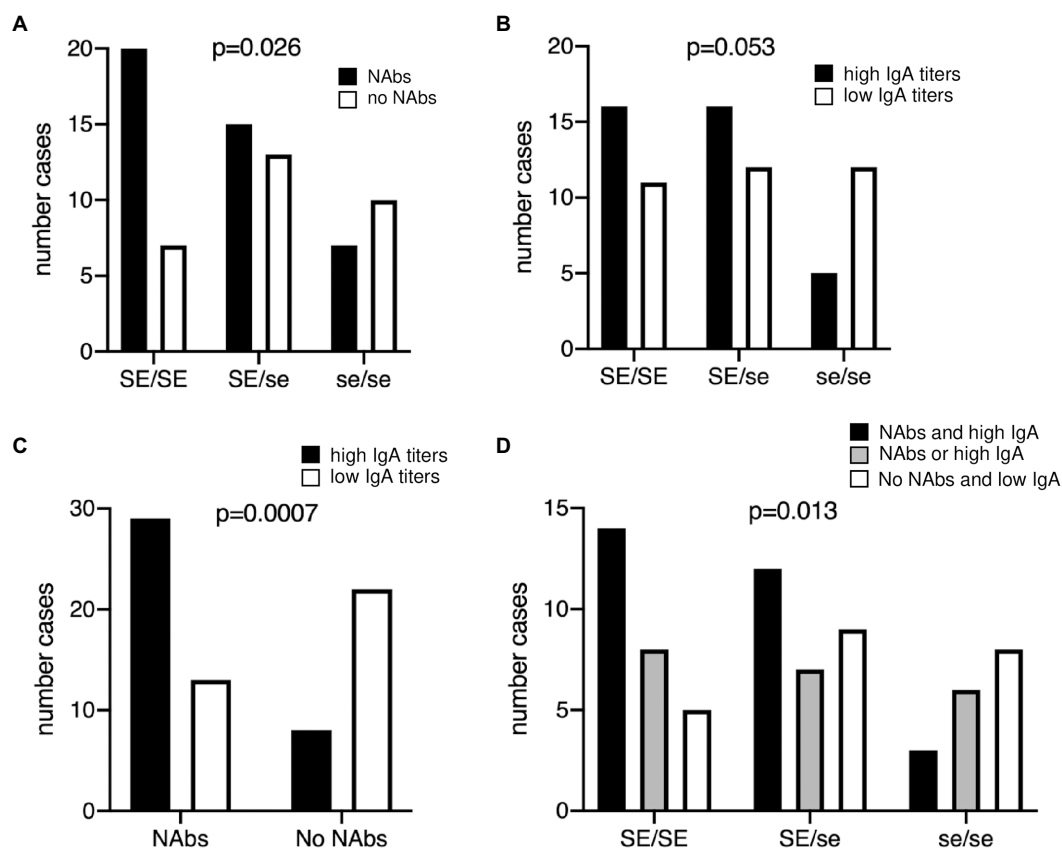 A
p=0.026
NAbs
no NAbs
number cases
20
15
10
5
0
SE/SE SE/se se/se
B
p=0.053
high IgA titers
low IgA titers
number cases
20
15
10
5
0
SE/SE SE/se se/se
C
high IgA titers
low IgA titers
p=0.0007
number cases
30
20
10
0
NAbs No NAbs
D
NAbs and high IgA
NAbs or high IgA
No NAbs and low IgA
p=0.013
number cases
15
10
5
0
SE/SE SE/se se/se